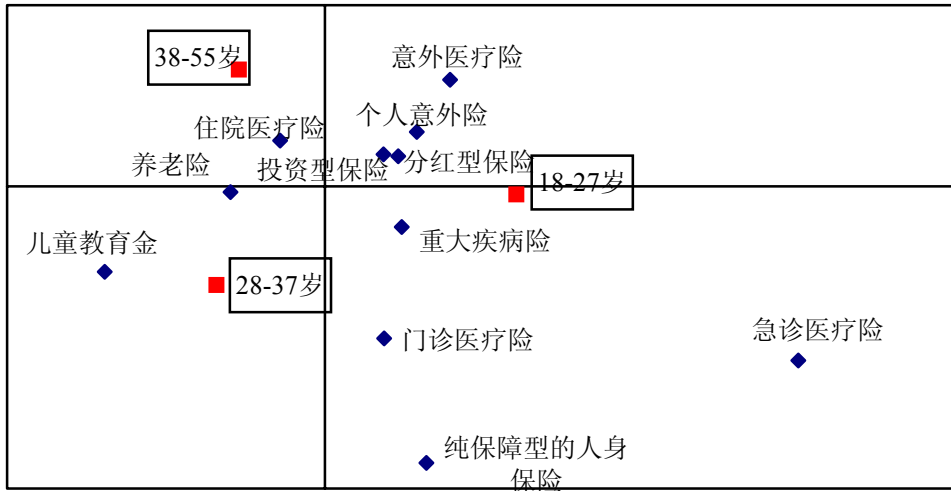 38-55岁
意外医疗险
个人意外险
住院医疗险
养老险
投资型保险
分红型保险
18-27岁
重大疾病险
儿童教育金
28-37岁
门诊医疗险
急诊医疗险
纯保障型的人身
保险